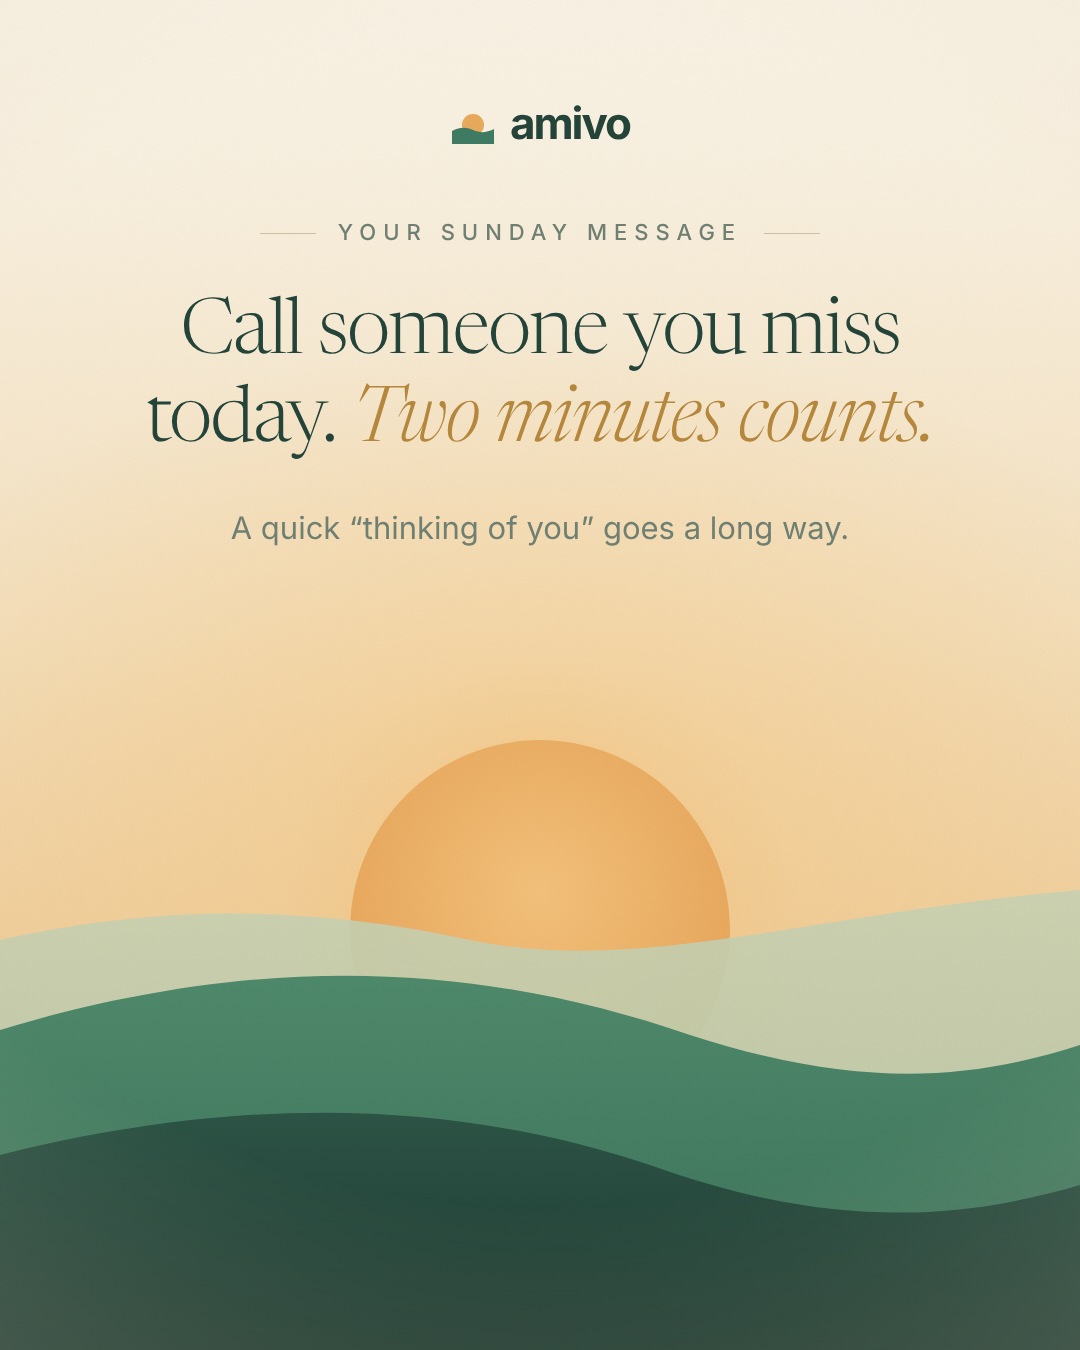 amivo
YOUR SUNDAY MESSAGE
Call someone you miss
today. Two minutes counts.
A quick “thinking of you” goes a long way.